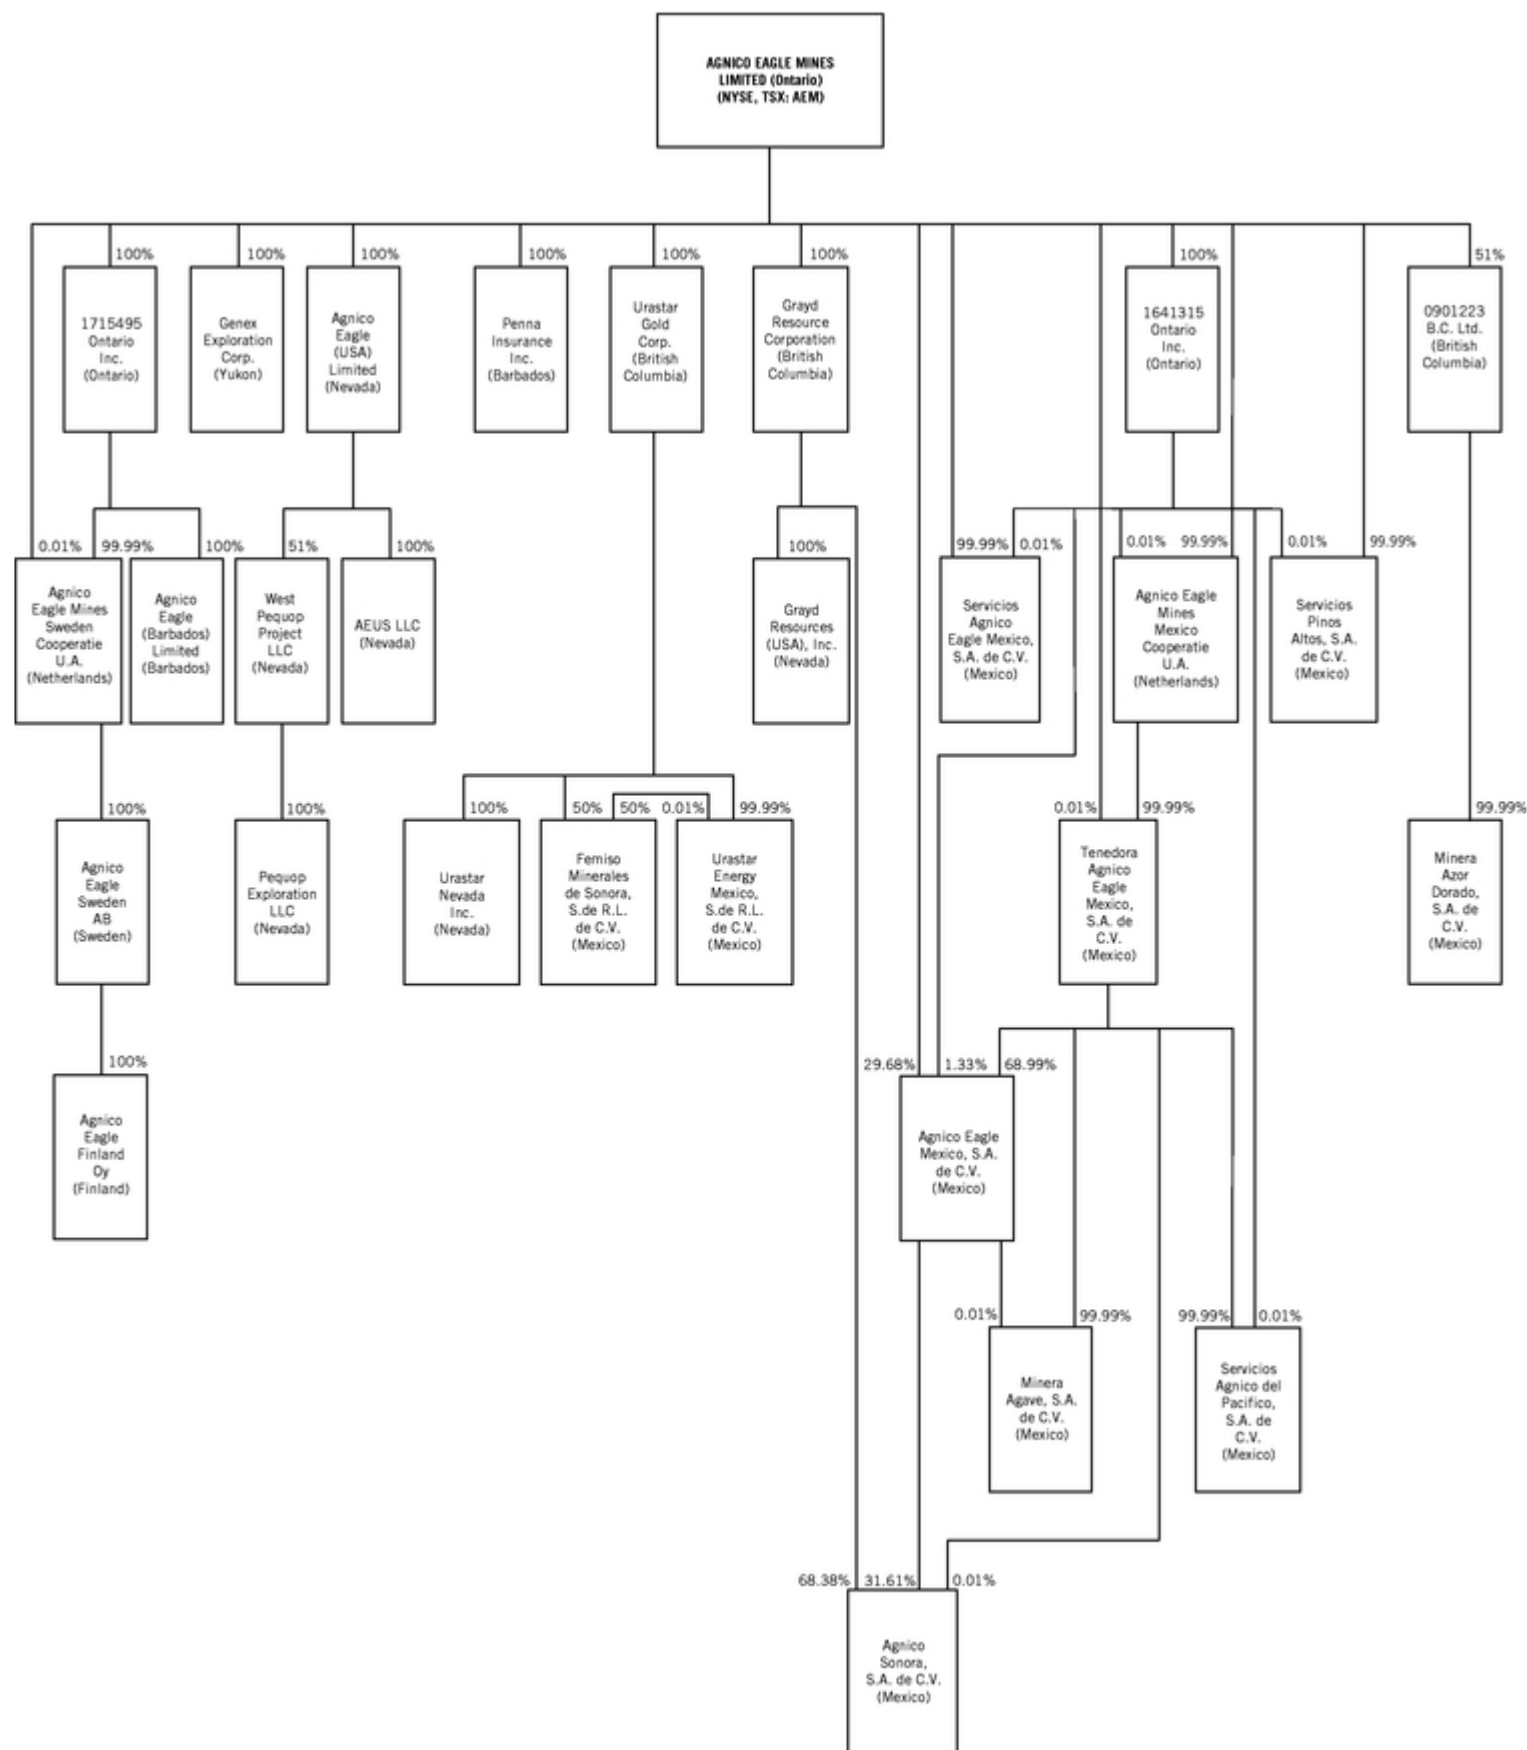 AGNICO EAGLE MINES
LIMITED (Ontario)
(NYSE, TSX: AEM)
100%
100%
100%
100%
100%
100%
100%
51%
1715495
Ontario
Inc.
(Ontario)
Genex
Exploration
Corp.
(Yukon)
Agnico
Eagle
(USA)
Limited
(Nevada)
Penna
Insurance
Inc.
(Barbados)
Urastar
Gold
Corp.
(British
Columbia)
Grayd
Resource
Corporation
(British
Columbia)
1641315
Ontario
Inc.
(Ontario)
0901223
B.C. Ltd.
(British
Columbia)
0.01%
99.99%
100%
51%
100%
100%
99.99%
0.01%
0.01%
99.99%
0.01%
99.99%
Agnico
Eagle Mines
Sweden
Cooperatie
U.A.
(Netherlands)
Agnico
Eagle
(Barbados)
Limited
(Barbados)
West
Pequop
Project
LLC
(Nevada)
AEUS LLC
(Nevada)
Grayd
Resources
(USA), Inc.
(Nevada)
Servicios
Agnico
Eagle Mexico,
S.A. de C.V.
(Mexico)
Agnico Eagle
Mines
Mexico
Cooperatie
U.A.
(Netherlands)
Servicios
Pinos
Altos, S.A.
de C.V.
(Mexico)
100%
100%
100%
50%
50%
0.01%
99.99%
0.01%
99.99%
99.99%
Agnico
Eagle
Sweden
AB
(Sweden)
Pequop
Exploration
LLC
(Nevada)
Urastar
Nevada
Inc.
(Nevada)
Femiso
Minerales
de Sonora,
S.de R.L.
de C.V.
(Mexico)
Urastar
Energy
Mexico,
S.de R.L.
de C.V.
(Mexico)
Tenedora
Agnico
Eagle
Mexico,
S.A. de
C.V.
(Mexico)
Minera
Azor
Dorado,
S.A. de
C.V.
(Mexico)
100%
29.68%
1.33%
68.99%
Agnico
Eagle
Finland
Oy
(Finland)
Agnico Eagle
Mexico, S.A.
de C.V.
(Mexico)
0.01%
99.99%
99.99%
0.01%
Minera
Agave, S.A.
de C.V.
(Mexico)
Servicios
Agnico del
Pacifico,
S.A. de
C.V.
(Mexico)
68.38%
31.61%
0.01%
Agnico
Sonora,
S.A. de C.V.
(Mexico)